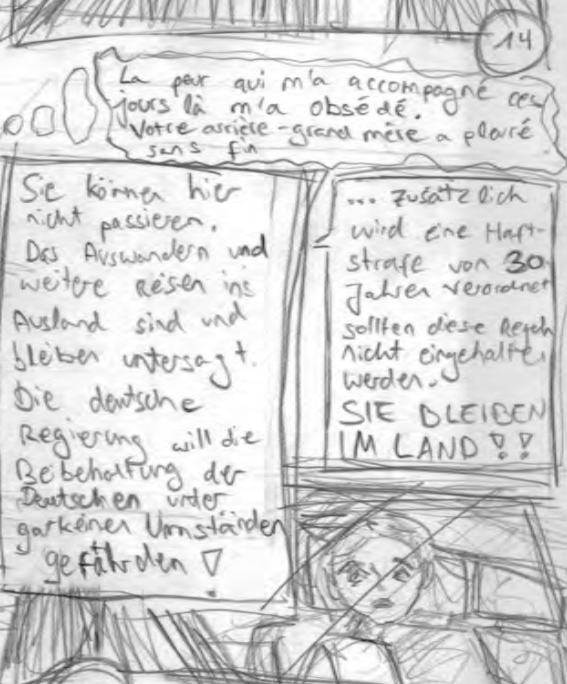 14
La peur qui m'a accompagné ces
jours là m'a obsédé.
Votre arrière-grand mère a pleuré
sans fin
Sie können hier
nicht passieren.
Das Auswandern und
weitere Reisen ins
Ausland sind und
bleiben untersagt.
Die deutsche
Regierung will die
Beibehaltung der
Deutschen unter
garkeinen Umständen
gefährden!
... zusätzlich
wird eine Haft-
strafe von 30
Jahren verordnet
sollten diese Regeln
nicht eingehalten
werden.
SIE BLEIBEN
IM LAND!!